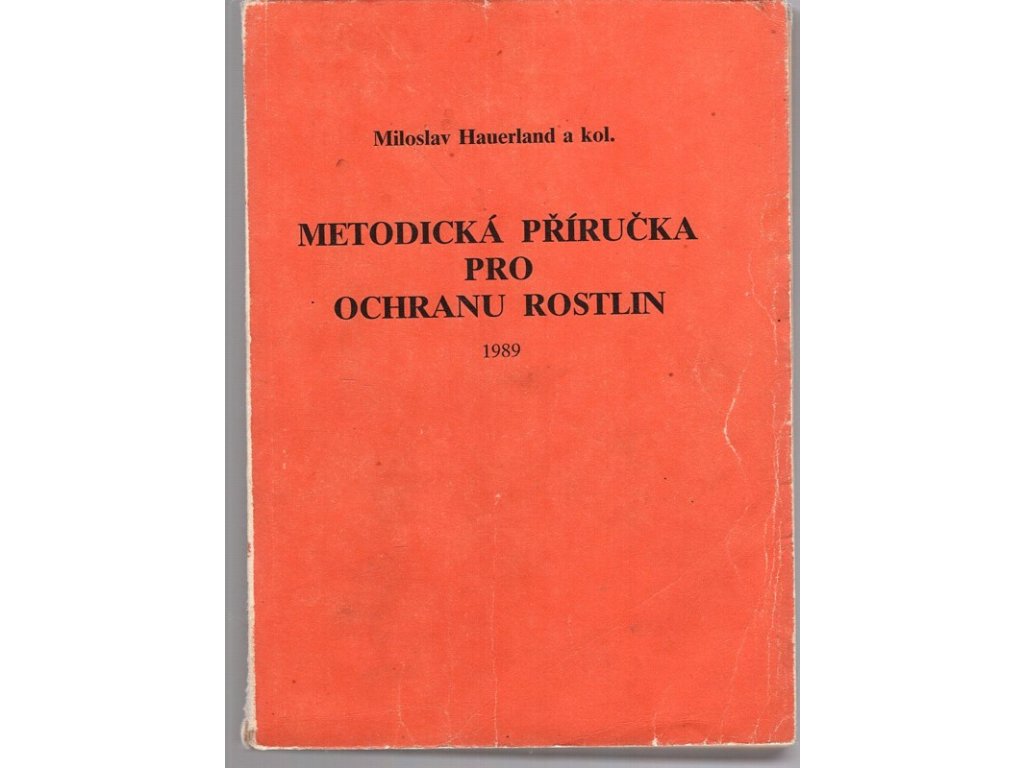 Miloslav Hauerland a kol.
METODICKÁ PŘÍRUČKA
PRO
OCHRANU ROSTLIN
1989